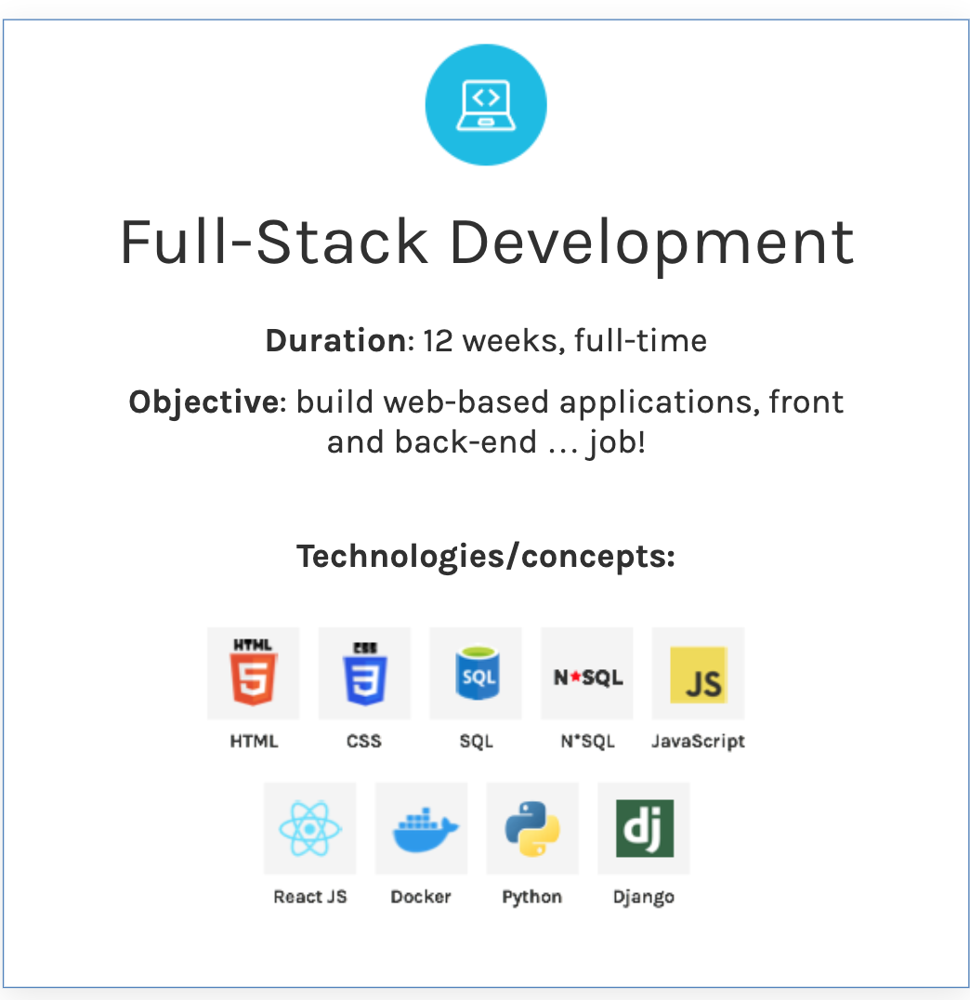 Full-Stack Development
Duration: 12 weeks, full-time
Objective: build web-based applications, front
and back-end … job!
Technologies/concepts:
HTML
5
CSS
3
SQL
N★SQL
JS
HTML
CSS
SQL
N*SQL
JavaScript
dj
React JS
Docker
Python
Django